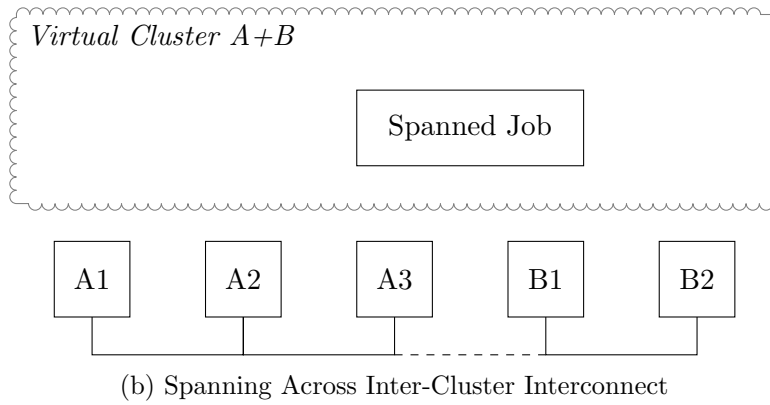 Virtual Cluster A+B
Spanned Job
A1 A2 A3 B1 B2
(b) Spanning Across Inter-Cluster Interconnect